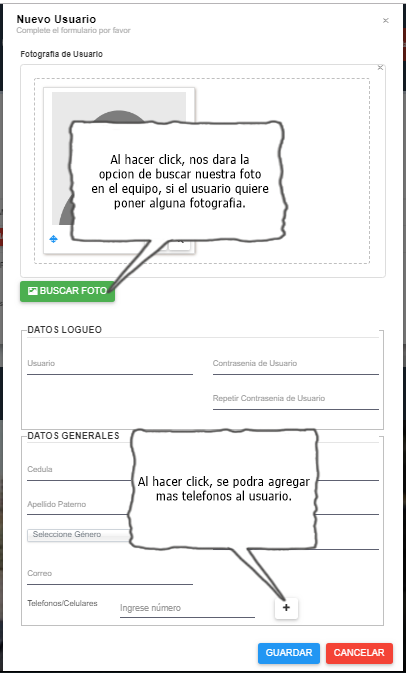 Nuevo Usuario
Complete el formulario por favor
Fotografia de Usuario
Al hacer click, nos dara la
opcion de buscar nuestra foto
en el equipo, si el usuario quiere
poner alguna fotografia.
BUSCAR FOTO
DATOS LOGUEO
Usuario
Contrasenia de Usuario
Repetir Contrasenia de Usuario
DATOS GENERALES
Al hacer click, se podra agregar
mas telefonos al usuario.
Cedula
Apellido Paterno
Seleccione Género
Correo
Telefonos/Celulares
Ingrese número
+
GUARDAR
CANCELAR